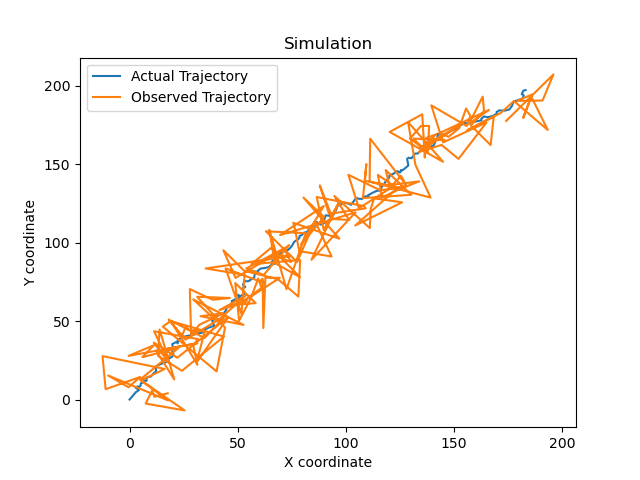 Simulation
Actual Trajectory
Observed Trajectory
200
150
100
50
0
Y coordinate
0
50
100
150
200
X coordinate